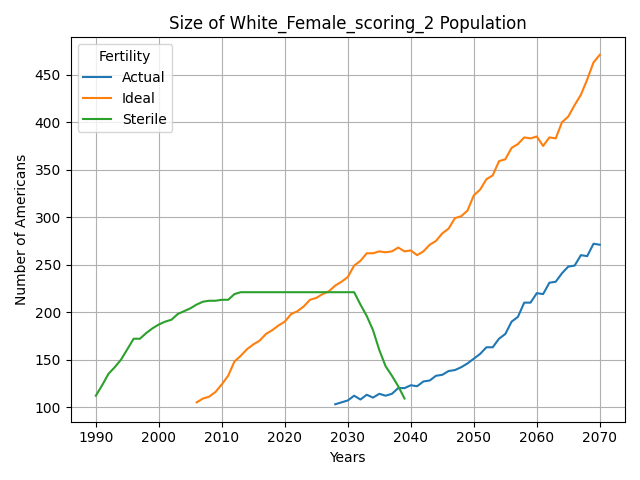 Size of White_Female_scoring_2 Population
Fertility
Actual
Ideal
Sterile
Number of Americans
450
400
350
300
250
200
150
100
1990 2000 2010 2020 2030 2040 2050 2060 2070
Years